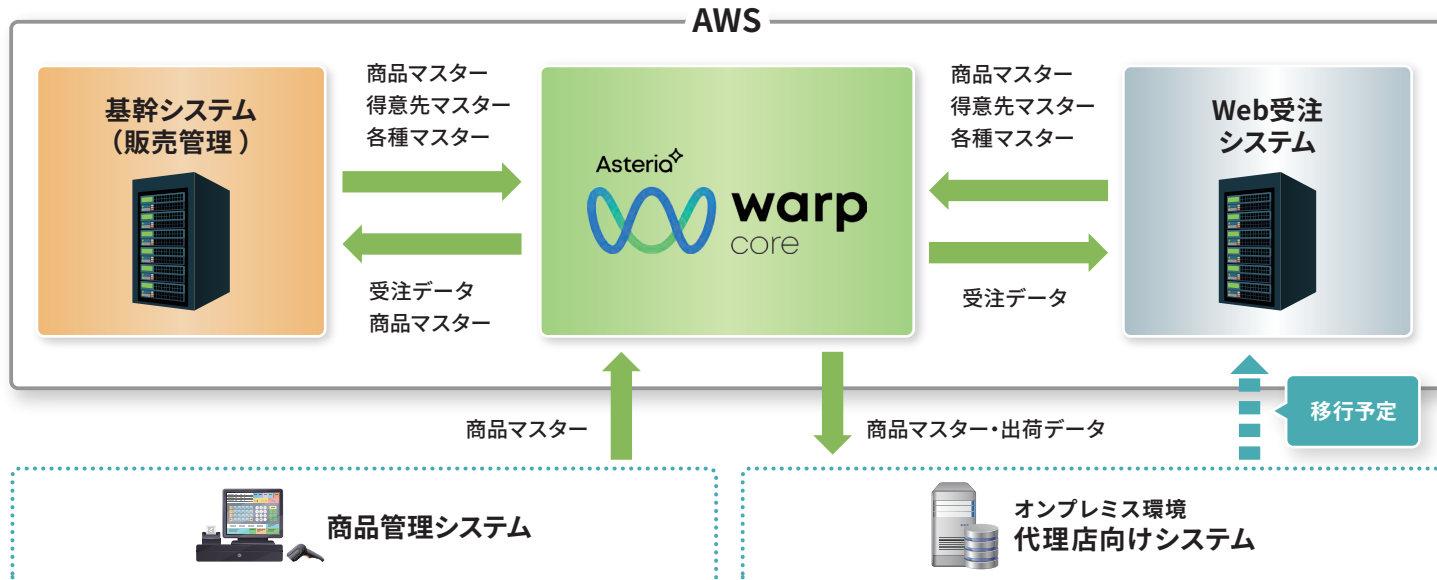 AWS
基幹システム
（販売管理 ）
商品マスター
得意先マスター
各種マスター
受注データ
商品マスター
Asteria
warp
core
商品マスター
得意先マスター
各種マスター
受注データ
Web受注
システム
商品マスター
商品マスター・出荷データ
移行予定
商品管理システム
オンプレミス環境
代理店向けシステム